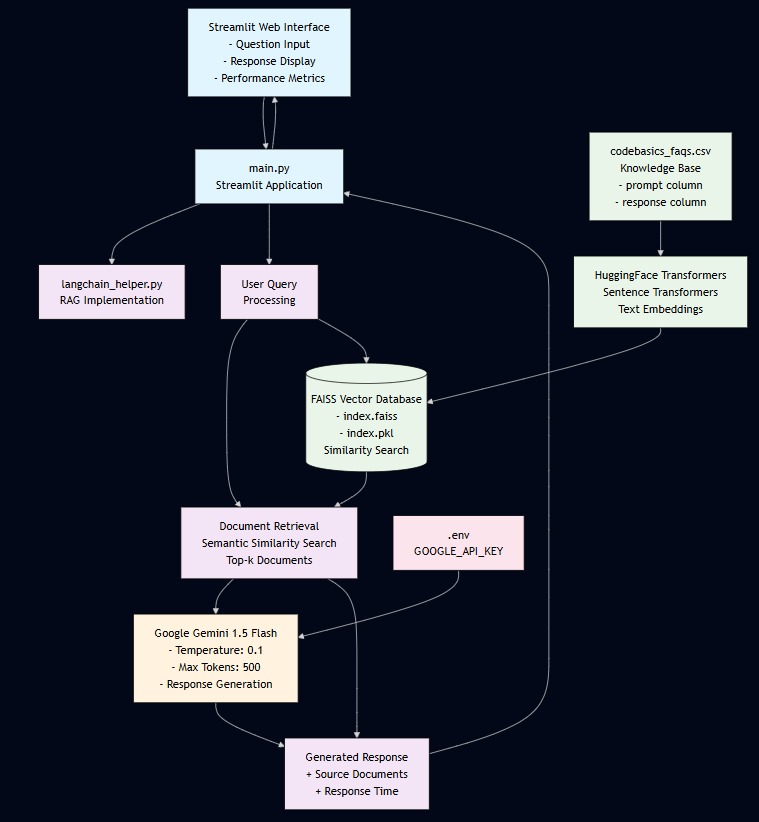 Streamlit Web Interface
- Question Input
- Response Display
- Performance Metrics
main.py
Streamlit Application
codebasics_faqs.csv
Knowledge Base
- prompt column
- response column
langchain_helper.py
RAG Implementation
User Query
Processing
HuggingFace Transformers
Sentence Transformers
Text Embeddings
FAISS Vector Database
- index.faiss
- index.pkl
Similarity Search
Document Retrieval
Semantic Similarity Search
Top-k Documents
.env
GOOGLE_API_KEY
Google Gemini 1.5 Flash
- Temperature: 0.1
- Max Tokens: 500
- Response Generation
Generated Response
+ Source Documents
+ Response Time